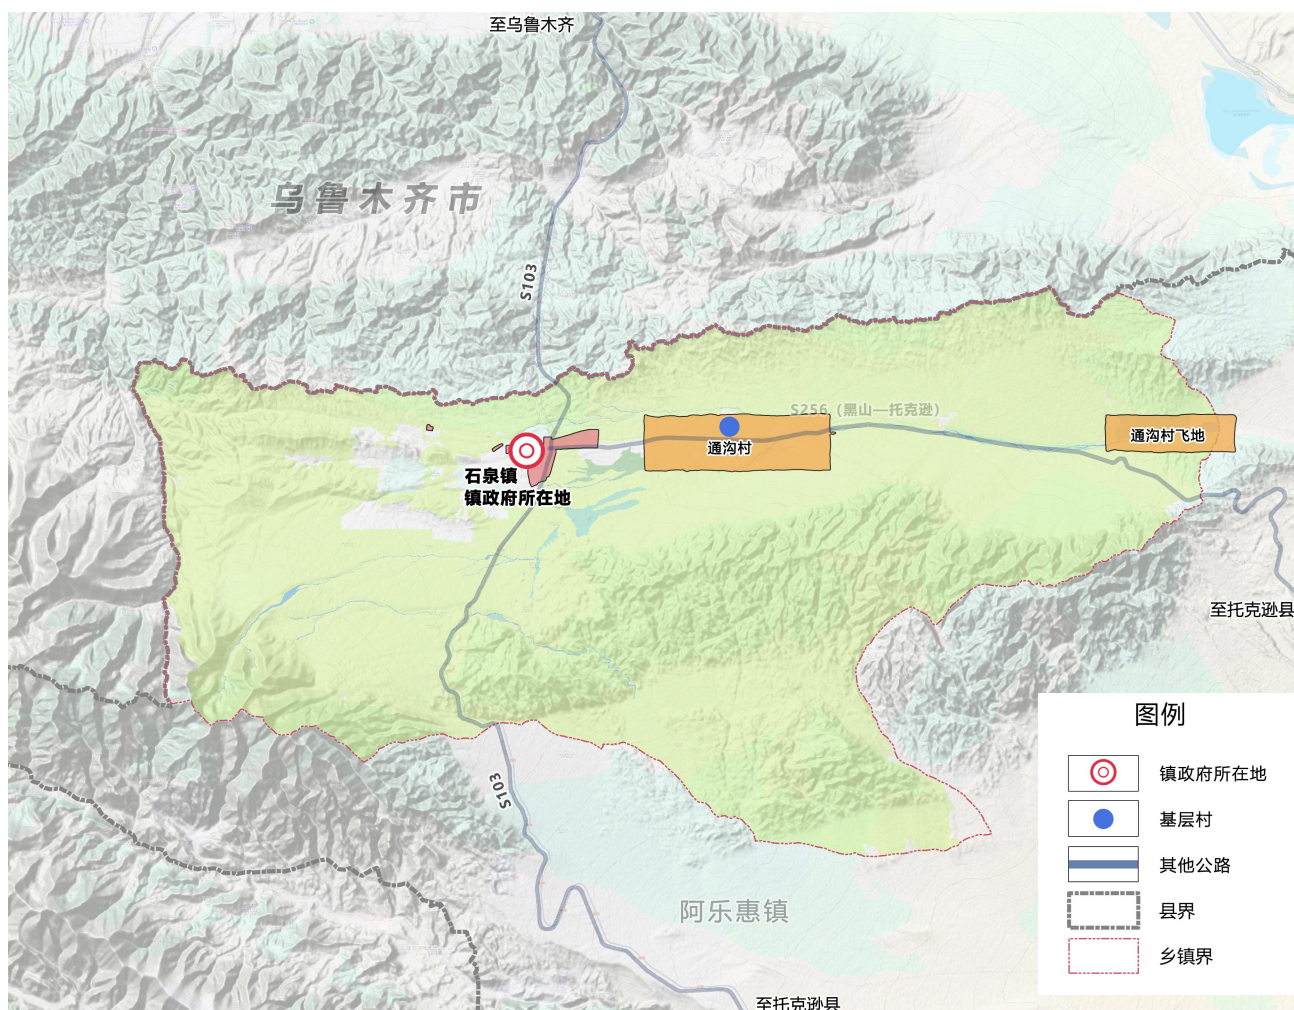 至乌鲁木齐
乌鲁木齐市
S103
S256（黑山—托克逊）
通沟村
通沟村飞地
石泉镇
镇政府所在地
至托克逊县
S103
阿乐惠镇
至托克逊县
图例
镇政府所在地
基层村
其他公路
县界
乡镇界